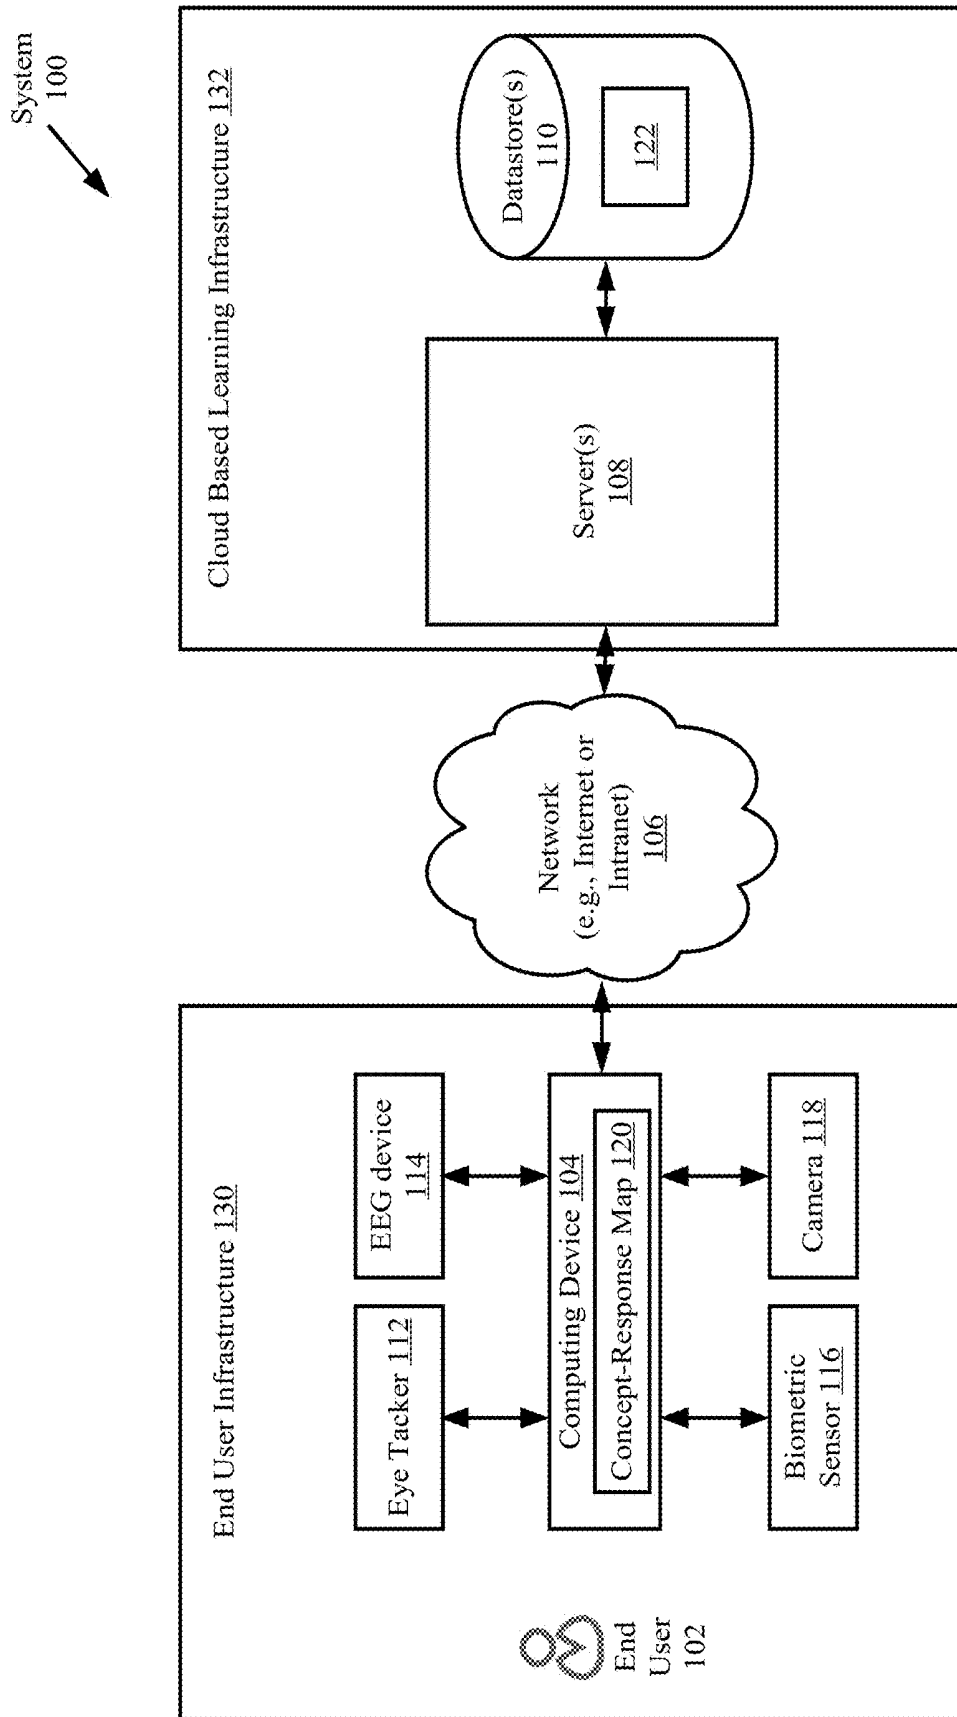 System
100
End User Infrastructure 130
Eye Tacker 112
EEG device
114
Computing Device 104
Concept-Response Map 120
Biometric
Sensor 116
Camera 118
End
User
102
Network
(e.g., Internet or
Intranet)
106
Cloud Based Learning Infrastructure 132
Server(s)
108
Datastore(s)
110
122